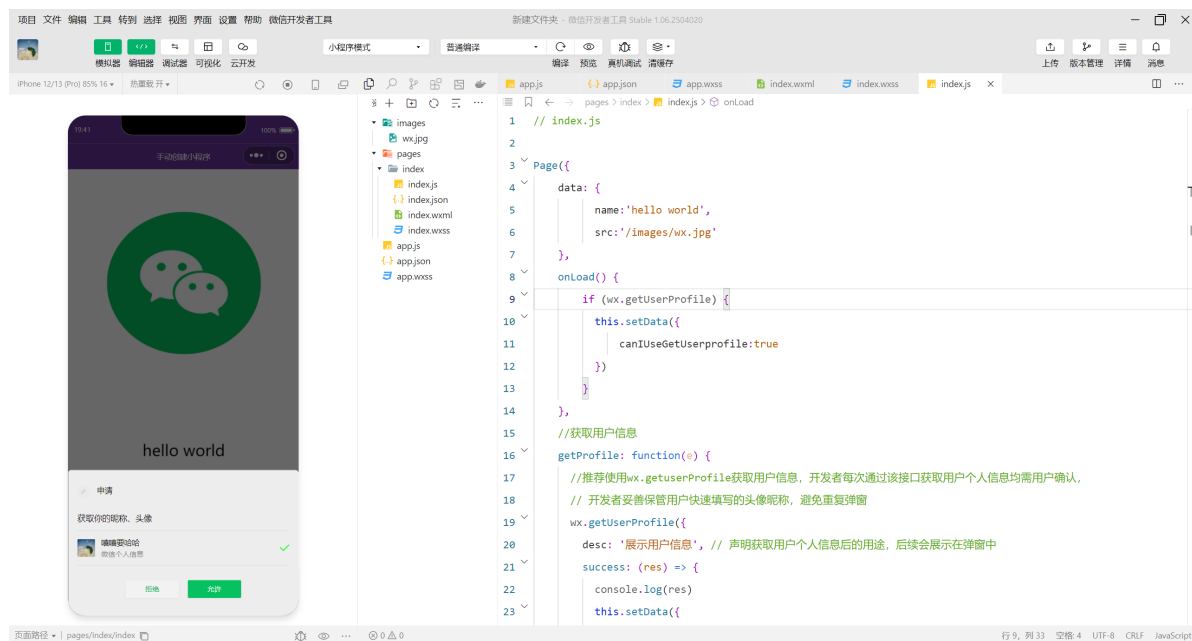 项目 文件 编辑 工具 转到 选择 视图 界面 设置 帮助 微信开发者工具
新建文件夹 - 微信开发者工具 Stable 1.06.2504020
模拟器 编辑器 调试器 可视化 云开发
小程序模式
普通编译
编译 预览 真机调试 清缓存
上传 版本管理 详情 消息
iPhone 12/13 (Pro) 85% 16
热重载 开
19:41
100%
手动创建小程序
hello world
申请
获取你的昵称、头像
嘻嘻要哈哈
微信个人信息
拒绝
允许
images
wx.jpg
pages
index
index.js
index.json
index.wxml
index.wxss
app.js
app.json
app.wxss
app.js
app.json
app.wxss
index.wxml
index.wxss
index.js
pages > index > index.js > onLoad
1 // index.js
2
3 Page({
4 data: {
5 name:'hello world',
6 src:'/images/wx.jpg'
7 },
8 onLoad() {
9 if (wx.getUserProfile) {
10 this.setData({
11 canIUseGetUserprofile:true
12 })
13 }
14 },
15 //获取用户信息
16 getProfile: function(e) {
17 //推荐使用wx.getuserProfile获取用户信息，开发者每次通过该接口获取用户个人信息均需用户确认，
18 // 开发者妥善保管用户快速填写的头像昵称，避免重复弹窗
19 wx.getUserProfile({
20 desc: '展示用户信息', // 声明获取用户个人信息后的用途，后续会展示在弹窗中
21 success: (res) => {
22 console.log(res)
23 this.setData({
页面路径 | pages/index/index
0 0
行 9，列 33 空格: 4 UTF-8 CRLF JavaScript